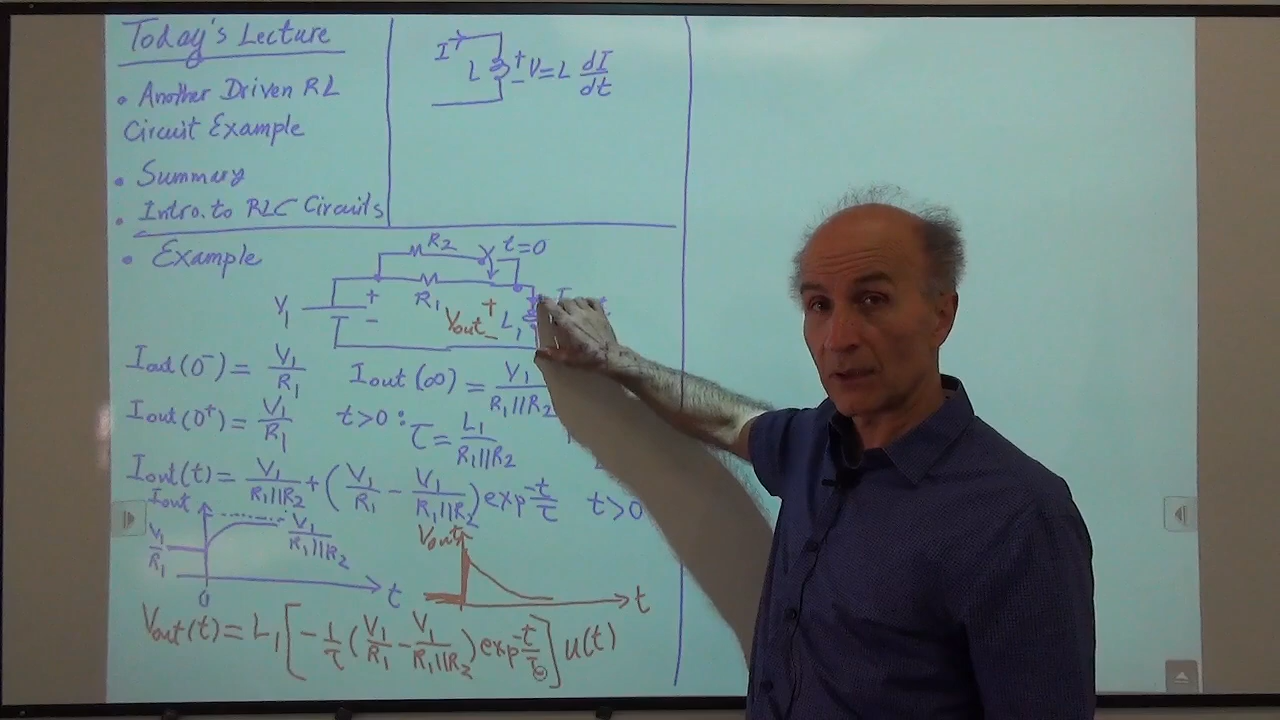 Today's Lecture
• Another Driven RL
Circuit Example
• Summary
• Intro. to RLC Circuits
I L + - V=L dI/dt
• Example
R2 t=0
V1 + - R1
Vout + - L1
Iout(0⁻) = V1/R1
Iout(∞) = V1/R1||R2
Iout(0⁺) = V1/R1
t>0: τ = L1/R1||R2
Iout(t) = V1/R1||R2 + (V1/R1 - V1/R1||R2) exp -t/τ t>0
Iout V1/R1 V1/R1||R2 0 t
Vout t
Vout(t) = L1 [-1/τ (V1/R1 - V1/R1||R2) exp -t/τ] u(t)